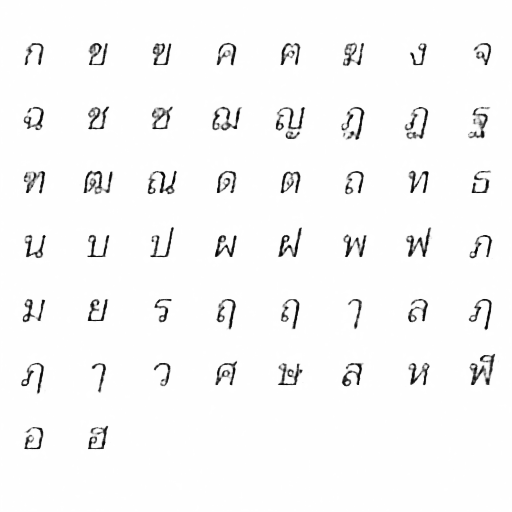 ก ข ฃ ค ฅ ฆ ง จ
ฉ ช ซ ฌ ญ ฎ ฏ ฐ
ฑ ฒ ณ ด ต ถ ท ธ
น บ ป ผ ฝ พ ฟ ภ
ม ย ร ฤ ฤ ๅ ล ฦ
ฦ ๅ ว ศ ษ ส ห ฬ
อ ฮ